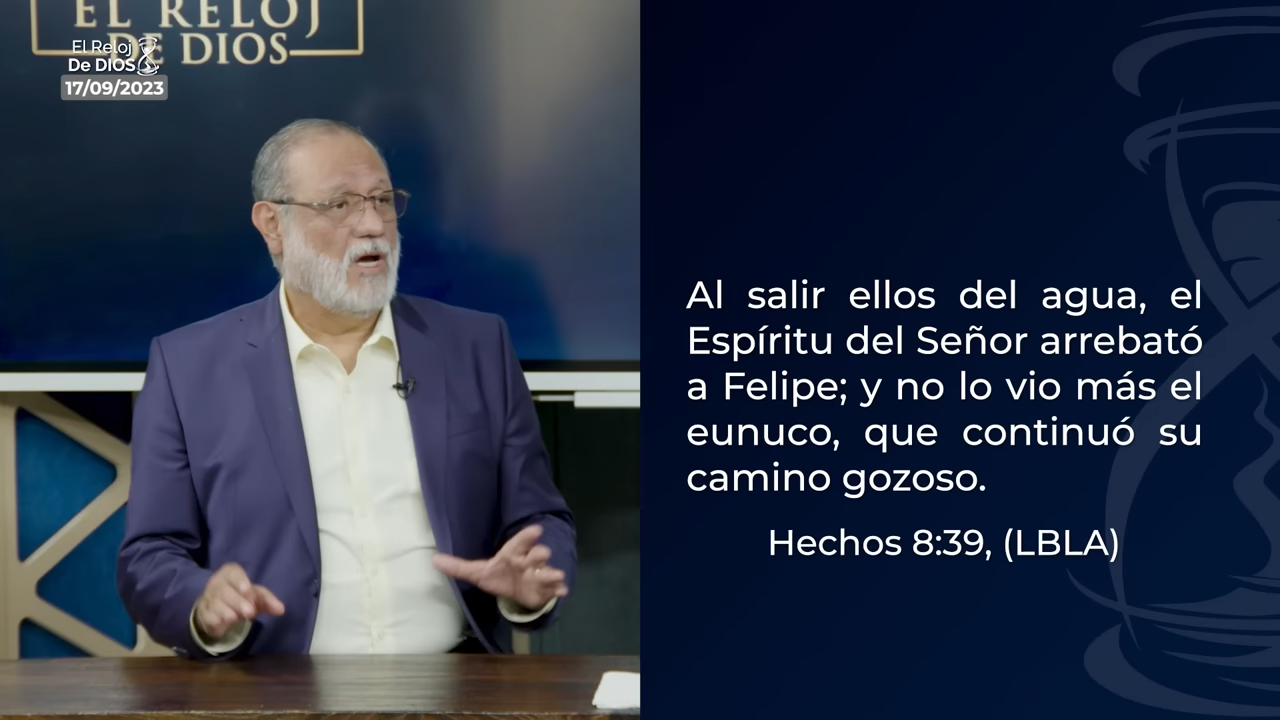 EL RELOJ
DE DIOS
El Reloj
De DIOS
17/09/2023
Al salir ellos del agua, el
Espíritu del Señor arrebató
a Felipe; y no lo vio más el
eunuco, que continuó su
camino gozoso.
Hechos 8:39, (LBLA)